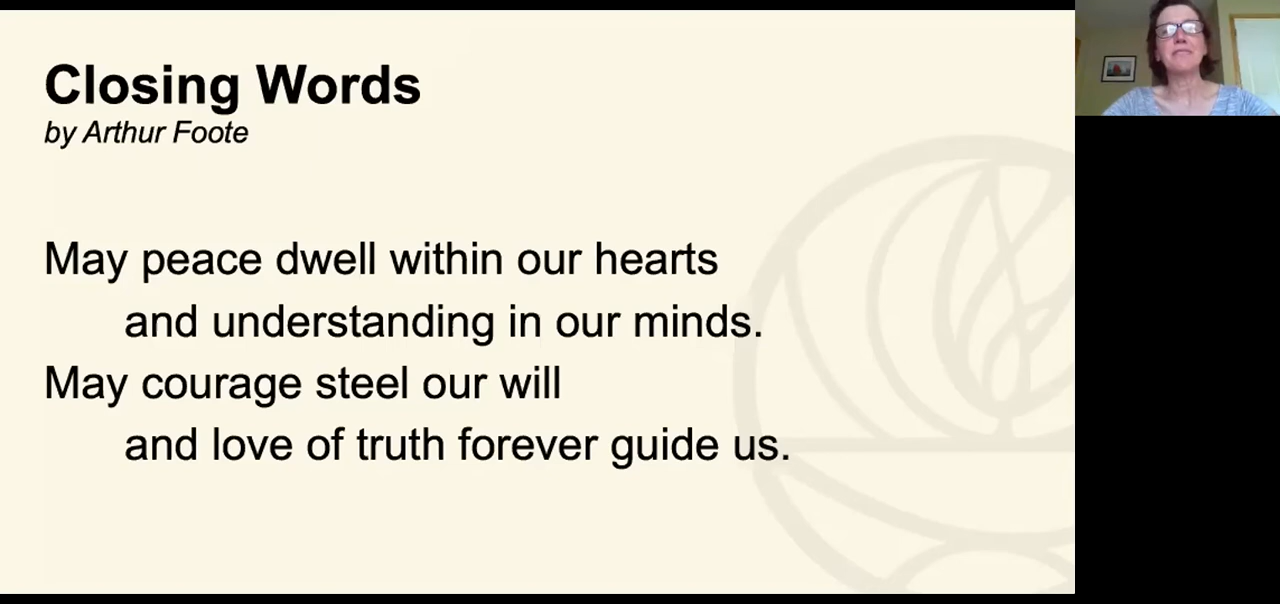 Closing Words
by Arthur Foote
May peace dwell within our hearts
and understanding in our minds.
May courage steel our will
and love of truth forever guide us.